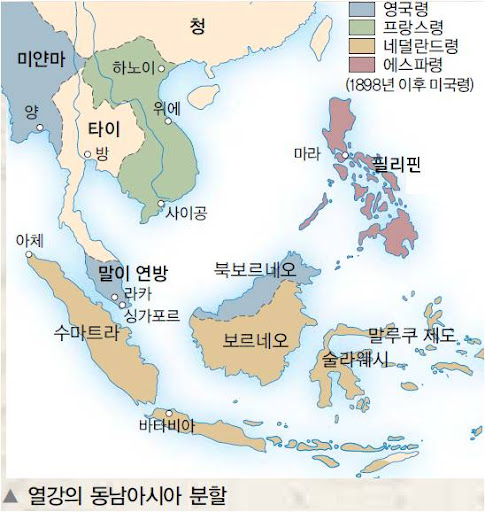 영국령
프랑스령
네덜란드령
에스파령
(1898년 이후 미국령)
청
미얀마
하노이
양
위에
타이
방
마라
필리핀
사이공
아체
말이 연방
라카
싱가포르
북보르네오
수마트라
보르네오
말루쿠 제도
술라웨시
바타비아
▲ 열강의 동남아시아 분할